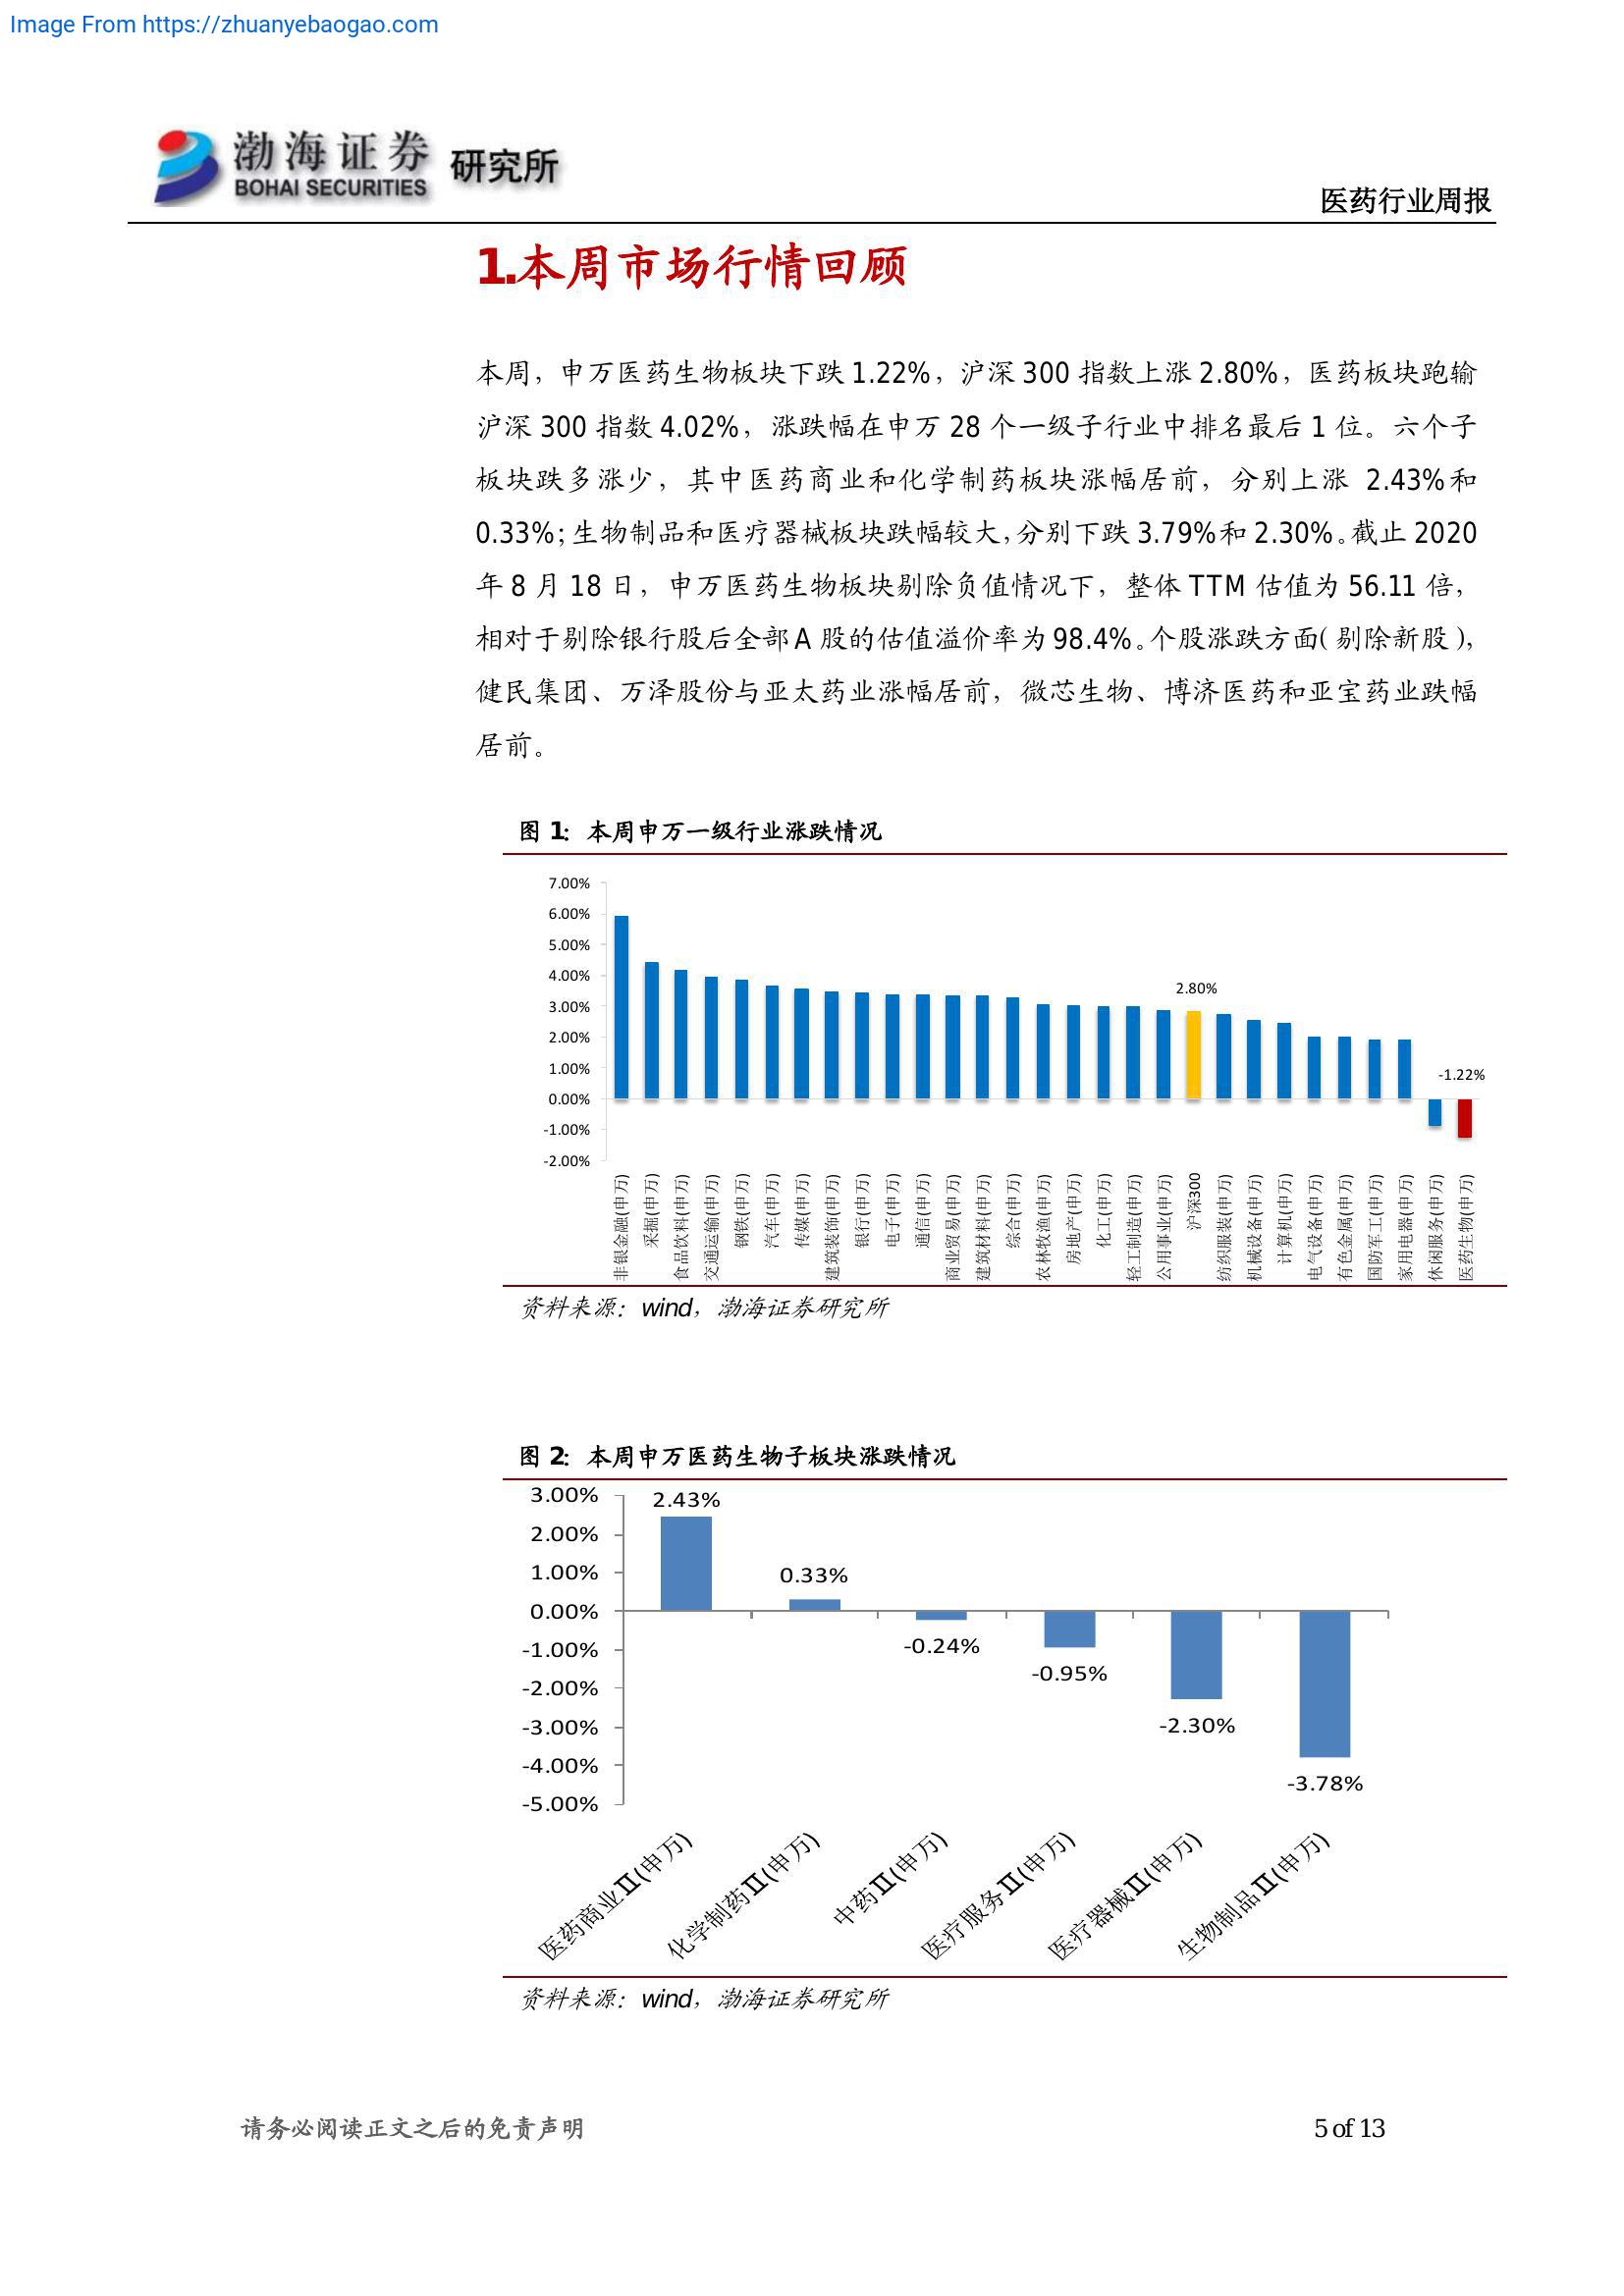 Image From https://zhuanyebaogao.com
渤海证券 研究所
BOHAI SECURITIES
医药行业周报
1.本周市场行情回顾
本周，申万医药生物板块下跌 1.22%，沪深 300 指数上涨 2.80%，医药板块跑输
沪深 300 指数 4.02%，涨跌幅在申万 28 个一级子行业中排名最后 1 位。六个子
板块跌多涨少，其中医药商业和化学制药板块涨幅居前，分别上涨 2.43%和
0.33%；生物制品和医疗器械板块跌幅较大，分别下跌 3.79%和 2.30%。截止 2020
年 8 月 18 日，申万医药生物板块剔除负值情况下，整体 TTM 估值为 56.11 倍，
相对于剔除银行股后全部 A 股的估值溢价率为 98.4%。个股涨跌方面（剔除新股），
健民集团、万泽股份与亚太药业涨幅居前，微芯生物、博济医药和亚宝药业跌幅
居前。
图 1：本周申万一级行业涨跌情况
7.00%
6.00%
5.00%
4.00%
3.00%
2.00%
1.00%
0.00%
-1.00%
-2.00%
2.80%
-1.22%
非银金融(申万)
采掘(申万)
食品饮料(申万)
交通运输(申万)
钢铁(申万)
汽车(申万)
传媒(申万)
建筑装饰(申万)
银行(申万)
电子(申万)
通信(申万)
商业贸易(申万)
建筑材料(申万)
综合(申万)
农林牧渔(申万)
房地产(申万)
化工(申万)
轻工制造(申万)
公用事业(申万)
沪深300
纺织服装(申万)
机械设备(申万)
计算机(申万)
电气设备(申万)
有色金属(申万)
国防军工(申万)
家用电器(申万)
休闲服务(申万)
医药生物(申万)
资料来源：wind，渤海证券研究所
图 2：本周申万医药生物子板块涨跌情况
3.00%
2.00%
1.00%
0.00%
-1.00%
-2.00%
-3.00%
-4.00%
-5.00%
2.43%
0.33%
-0.24%
-0.95%
-2.30%
-3.78%
医药商业Ⅱ(申万)
化学制药Ⅱ(申万)
中药Ⅱ(申万)
医疗服务Ⅱ(申万)
医疗器械Ⅱ(申万)
生物制品Ⅱ(申万)
资料来源：wind，渤海证券研究所
请务必阅读正文之后的免责声明
5 of 13